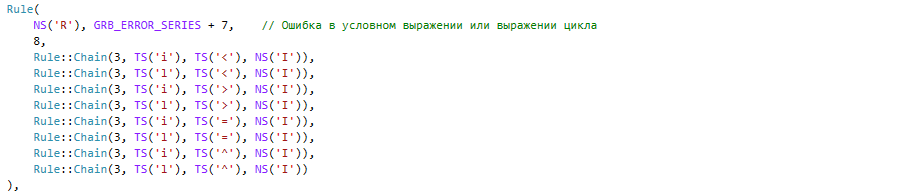 Rule(
NS('R'), GRB_ERROR_SERIES + 7,    // Ошибка в условном выражении или выражении цикла
8,
Rule::Chain(3, TS('i'), TS('<'), NS('I')),
Rule::Chain(3, TS('l'), TS('<'), NS('I')),
Rule::Chain(3, TS('i'), TS('>'), NS('I')),
Rule::Chain(3, TS('l'), TS('>'), NS('I')),
Rule::Chain(3, TS('i'), TS('='), NS('I')),
Rule::Chain(3, TS('l'), TS('='), NS('I')),
Rule::Chain(3, TS('i'), TS('^'), NS('I')),
Rule::Chain(3, TS('l'), TS('^'), NS('I'))
),